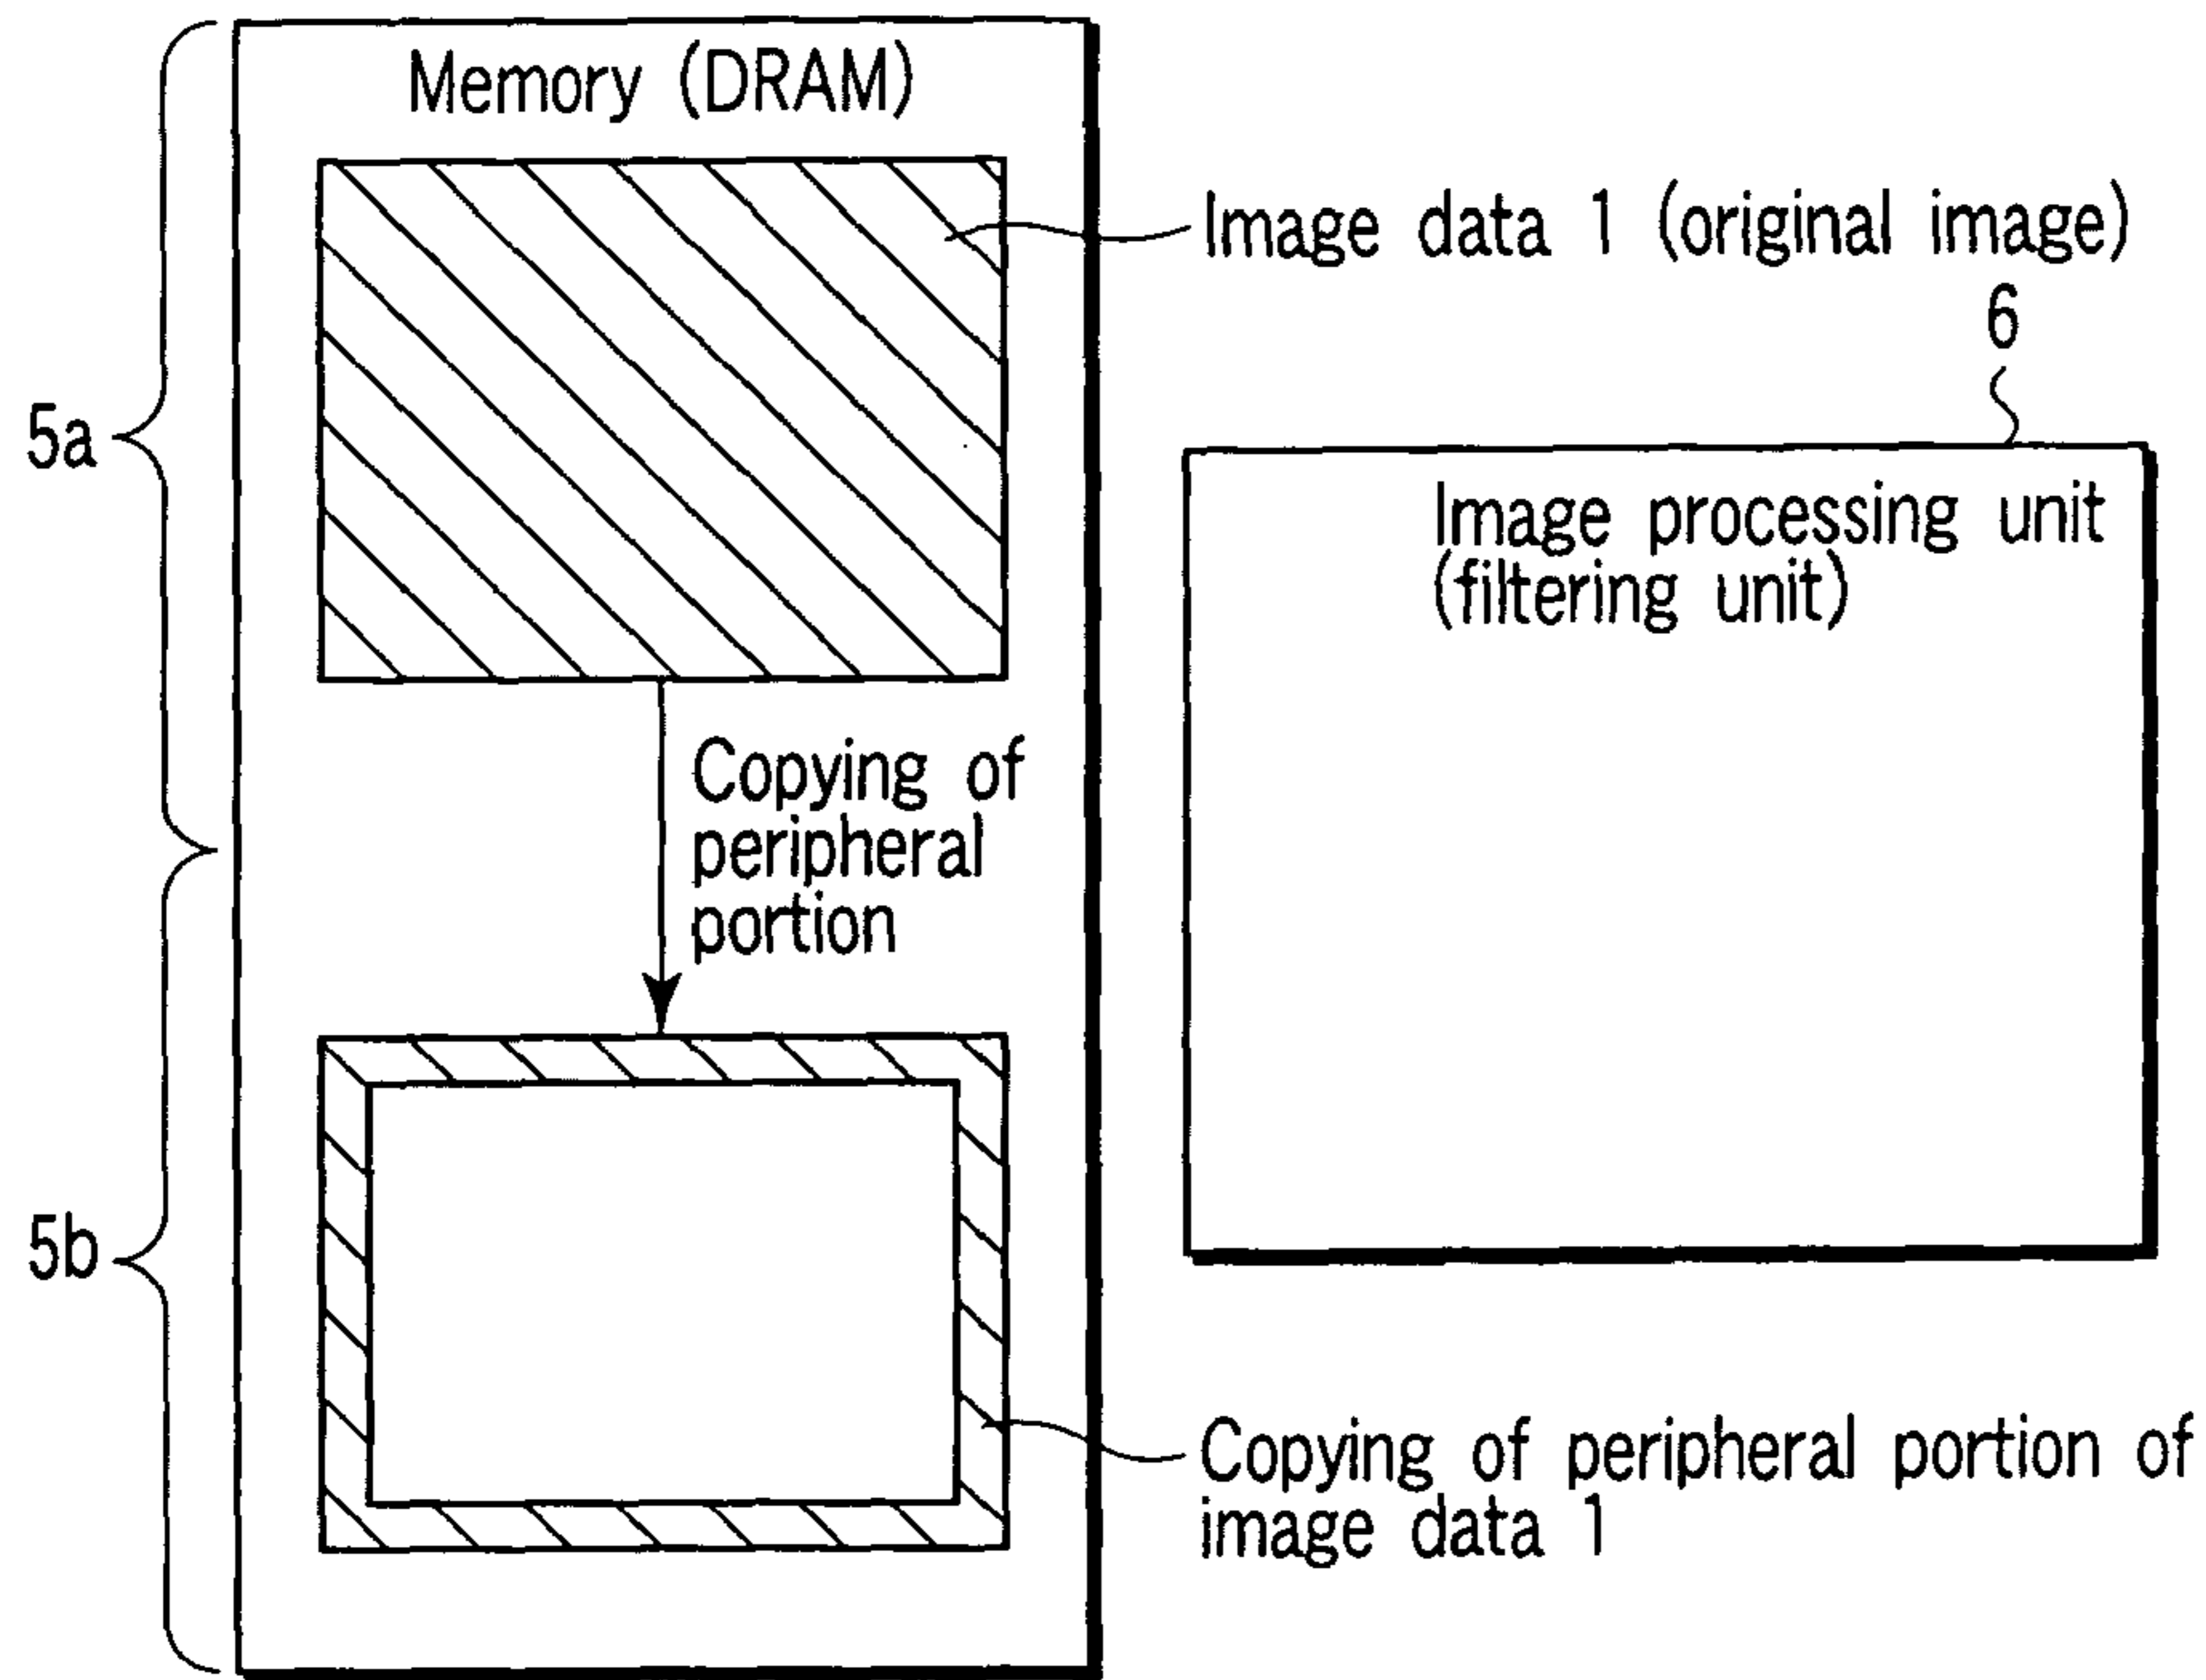 Memory (DRAM)
Image data 1 (original image)
6
5a
Image processing unit
(filtering unit)
Copying of
peripheral
portion
5b
Copying of peripheral portion of
image data 1